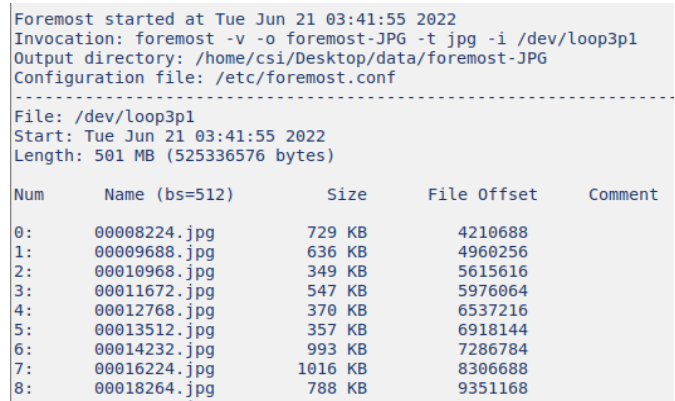 Foremost started at Tue Jun 21 03:41:55 2022
Invocation: foremost -v -o foremost-JPG -t jpg -i /dev/loop3p1
Output directory: /home/csi/Desktop/data/foremost-JPG
Configuration file: /etc/foremost.conf
------------------------------------------------------------------
File: /dev/loop3p1
Start: Tue Jun 21 03:41:55 2022
Length: 501 MB (525336576 bytes)
Num Name (bs=512) Size File Offset Comment
0: 00008224.jpg 729 KB 4210688
1: 00009688.jpg 636 KB 4960256
2: 00010968.jpg 349 KB 5615616
3: 00011672.jpg 547 KB 5976064
4: 00012768.jpg 370 KB 6537216
5: 00013512.jpg 357 KB 6918144
6: 00014232.jpg 993 KB 7286784
7: 00016224.jpg 1016 KB 8306688
8: 00018264.jpg 788 KB 9351168